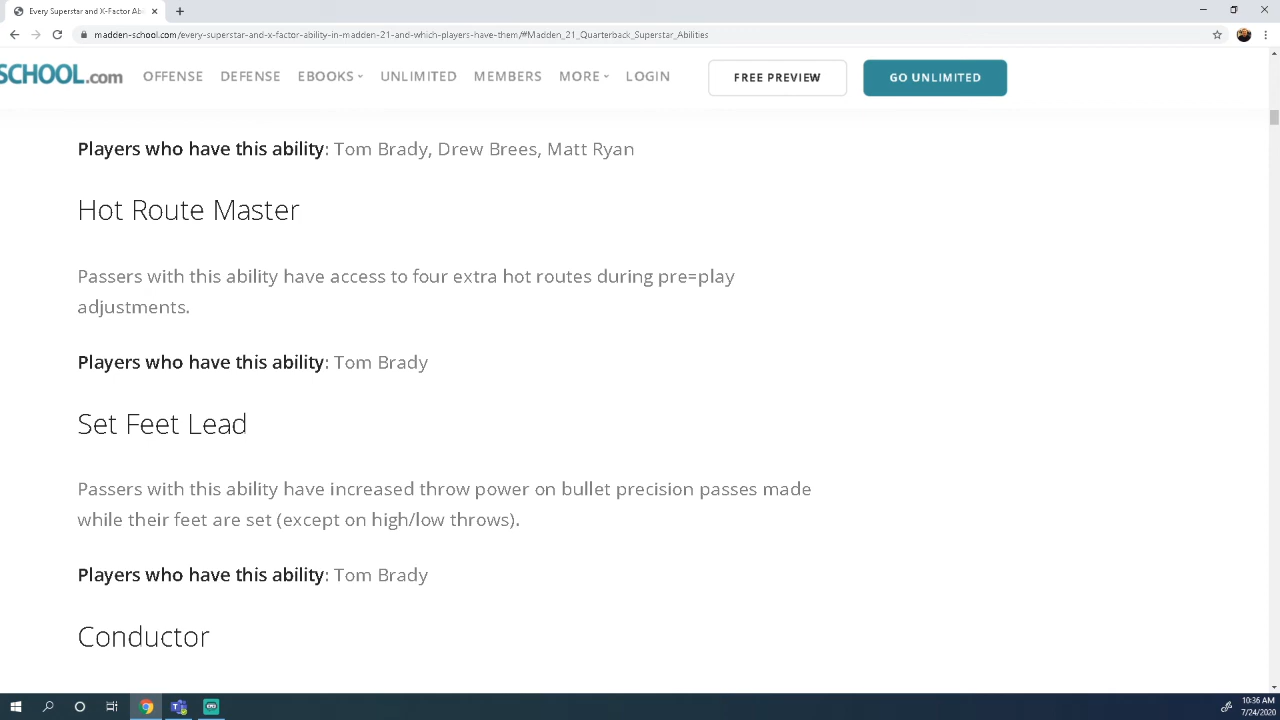 Every Superstar and X-Factor Abi
madden-school.com/every-superstar-and-x-factor-ability-in-madden-21-and-which-players-have-them/#Madden_21_Quarterback_Superstar_Abilities
SCHOOL.com OFFENSE DEFENSE EBOOKS UNLIMITED MEMBERS MORE LOGIN FREE PREVIEW GO UNLIMITED
Players who have this ability: Tom Brady, Drew Brees, Matt Ryan
Hot Route Master
Passers with this ability have access to four extra hot routes during pre=play
adjustments.
Players who have this ability: Tom Brady
Set Feet Lead
Passers with this ability have increased throw power on bullet precision passes made
while their feet are set (except on high/low throws).
Players who have this ability: Tom Brady
Conductor
10:36 AM
7/24/2020